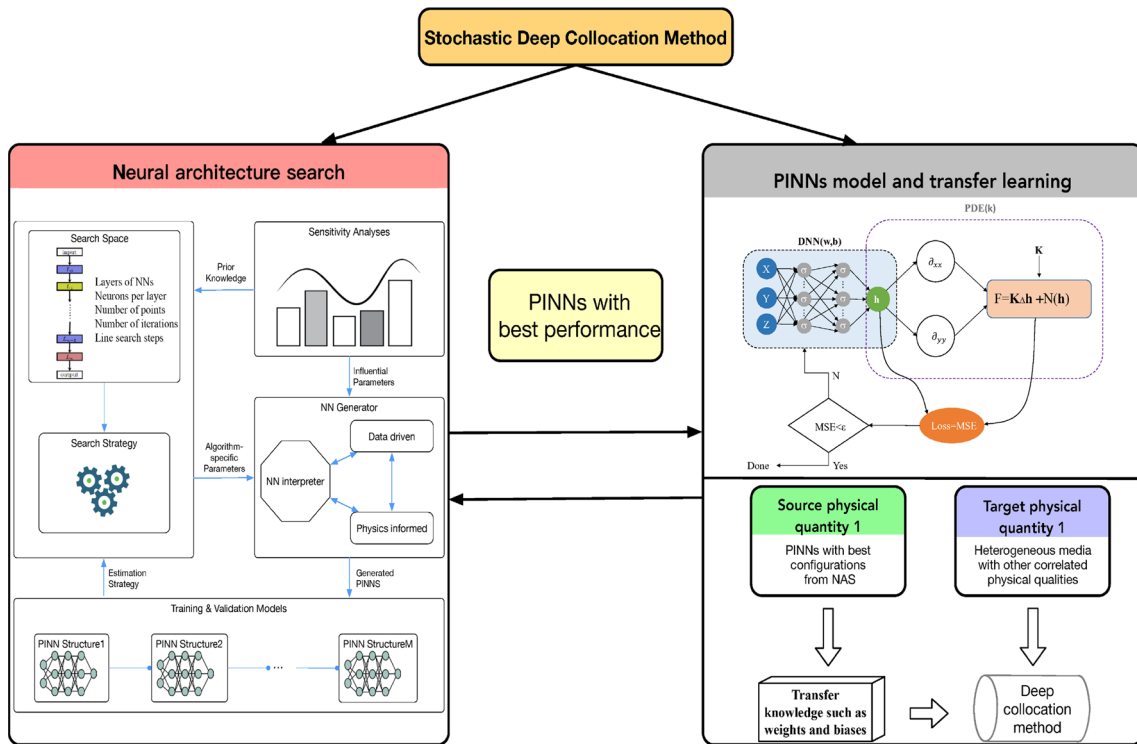 Stochastic Deep Collocation Method
Neural architecture search
Search Space
input
Layers of NNs
Neurons per layer
Number of points
Number of iterations
Line search steps
output
Search Strategy
Prior
Knowledge
Sensitivity Analyses
Influential
Parameters
Algorithm-
specific
Parameters
NN Generator
Data driven
NN interpreter
Physics informed
Estimation
Strategy
Generated
PINNS
Training & Validation Models
PINN Structure1
PINN Structure2
...
PINN StructureM
PINNs with
best performance
PINNs model and transfer learning
PDE(k)
DNN(w,b)
X
Y
Z
σ σ
σ σ
σ σ
h
∂xx
∂yy
K
F=KΔh +N(h)
N
MSE<ε
Loss=MSE
Done
Yes
Source physical
quantity 1
PINNs with best
configurations
from NAS
Target physical
quantity 1
Heterogeneous media
with other correlated
physical qualities
Transfer
knowledge such as
weights and biases
Deep
collocation
method